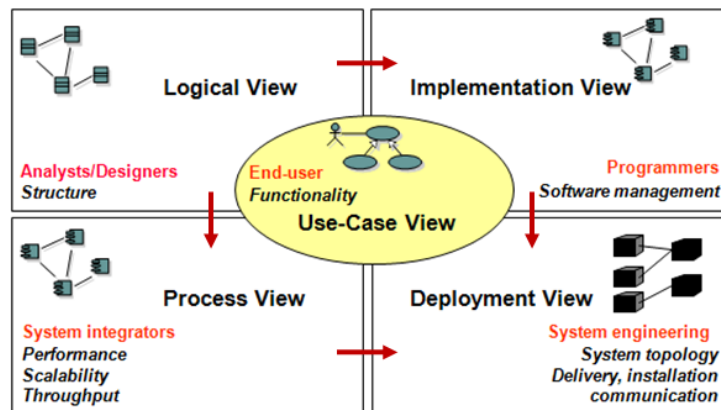 Logical View
Analysts/Designers
Structure
Implementation View
Programmers
Software management
End-user
Functionality
Use-Case View
Process View
System integrators
Performance
Scalability
Throughput
Deployment View
System engineering
System topology
Delivery, installation
communication